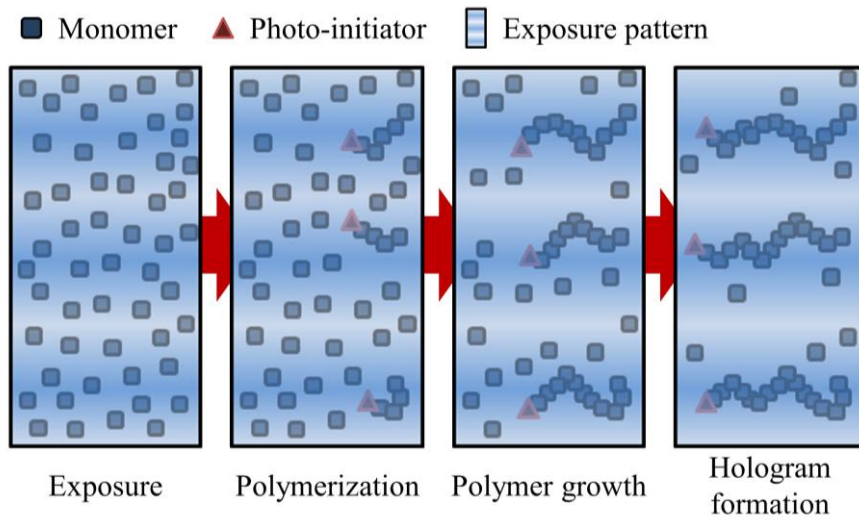 Monomer
Photo-initiator
Exposure pattern
Exposure
Polymerization
Polymer growth
Hologram
formation